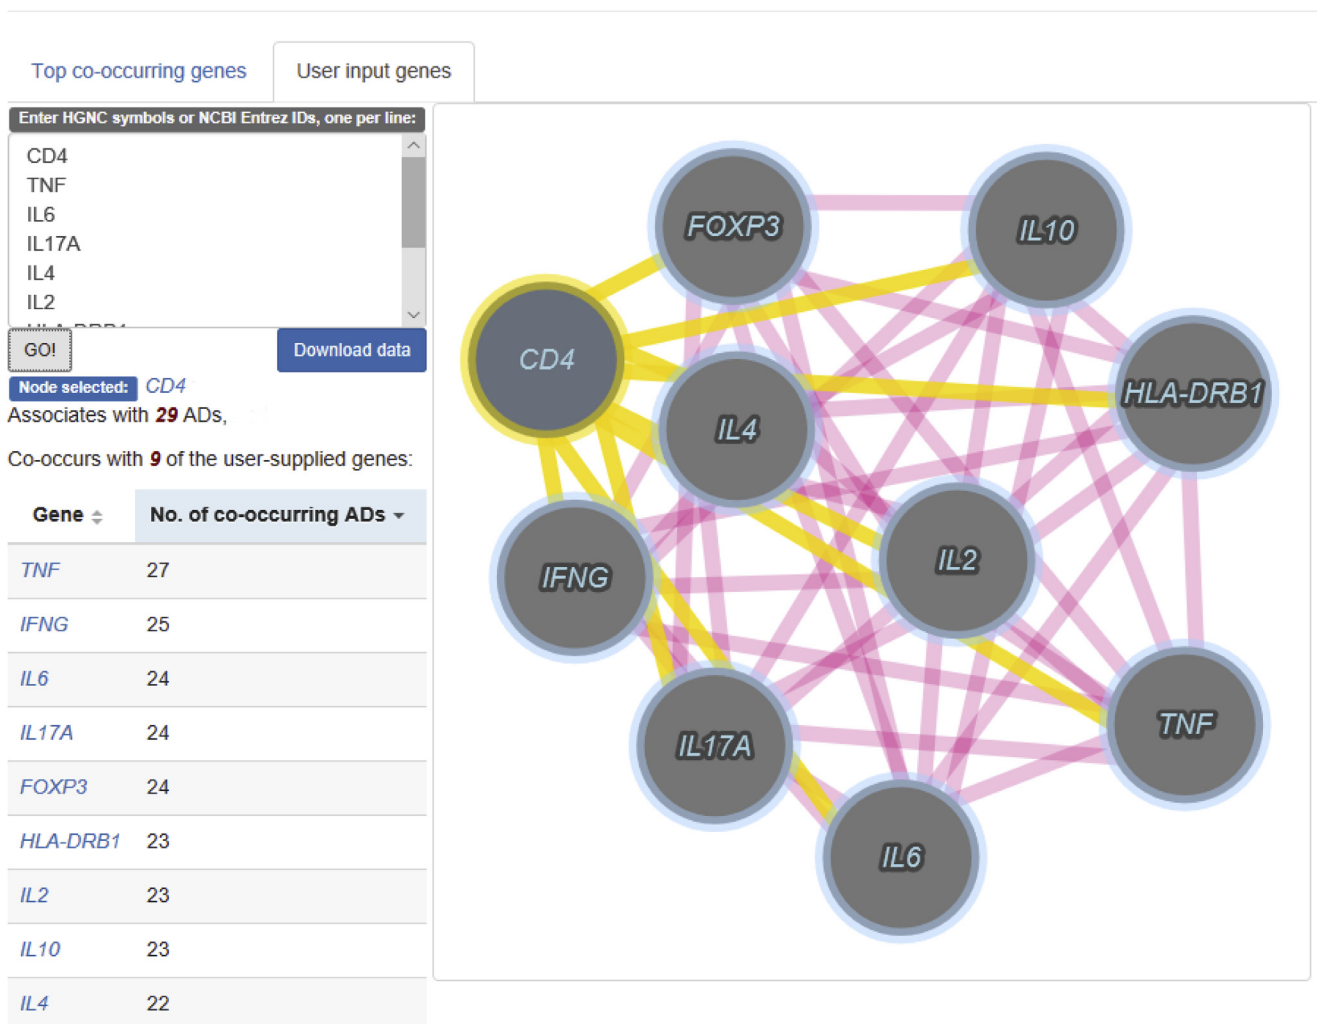 Top co-occurring genes
User input genes
Enter HGNC symbols or NCBI Entrez IDs, one per line:
CD4
TNF
IL6
IL17A
IL4
IL2
HLA-DRB1
GO!
Download data
Node selected: CD4
Associates with 29 ADs,
Co-occurs with 9 of the user-supplied genes:
Gene No. of co-occurring ADs
TNF 27
IFNG 25
IL6 24
IL17A 24
FOXP3 24
HLA-DRB1 23
IL2 23
IL10 23
IL4 22
FOXP3
IL10
CD4
HLA-DRB1
IL4
IL2
IFNG
TNF
IL17A
IL6